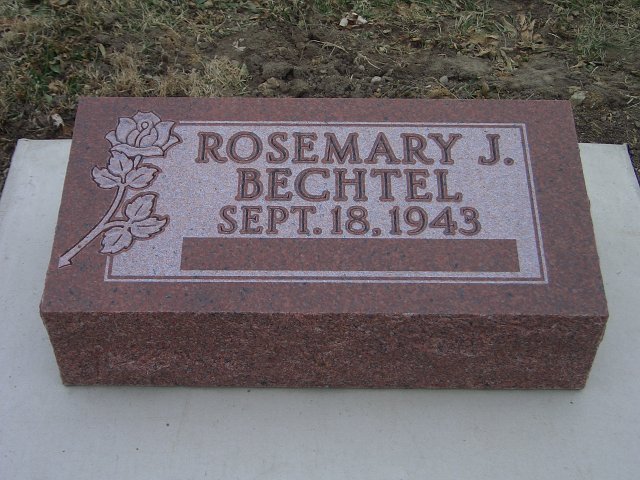 ROSEMARY J.
BECHTEL
SEPT. 18, 1943